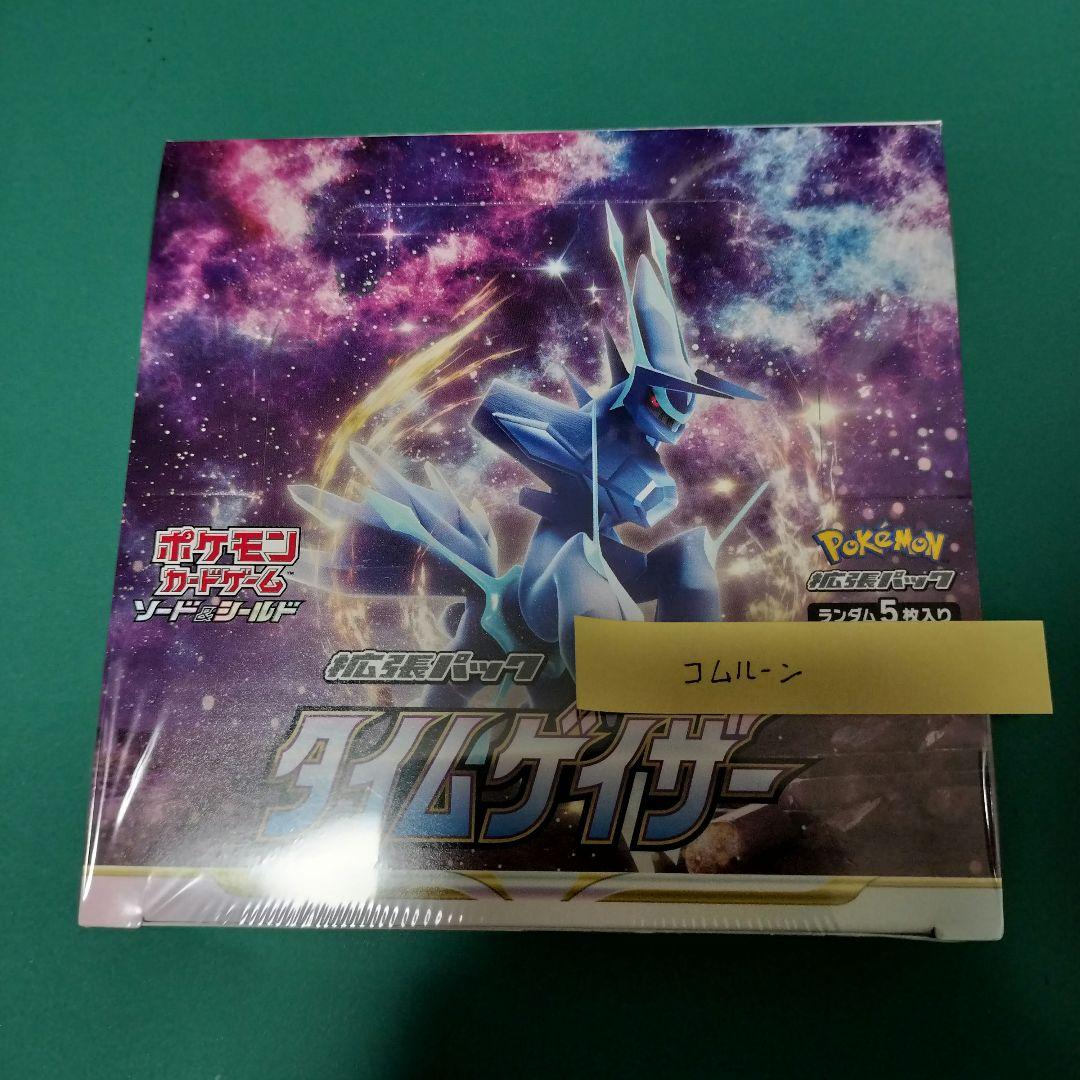 ポケモン
カードゲーム
ソード&シールド
Pokémon
拡張パック
ランダム5枚入り
拡張パック
コムルーン
タイムゲイザー